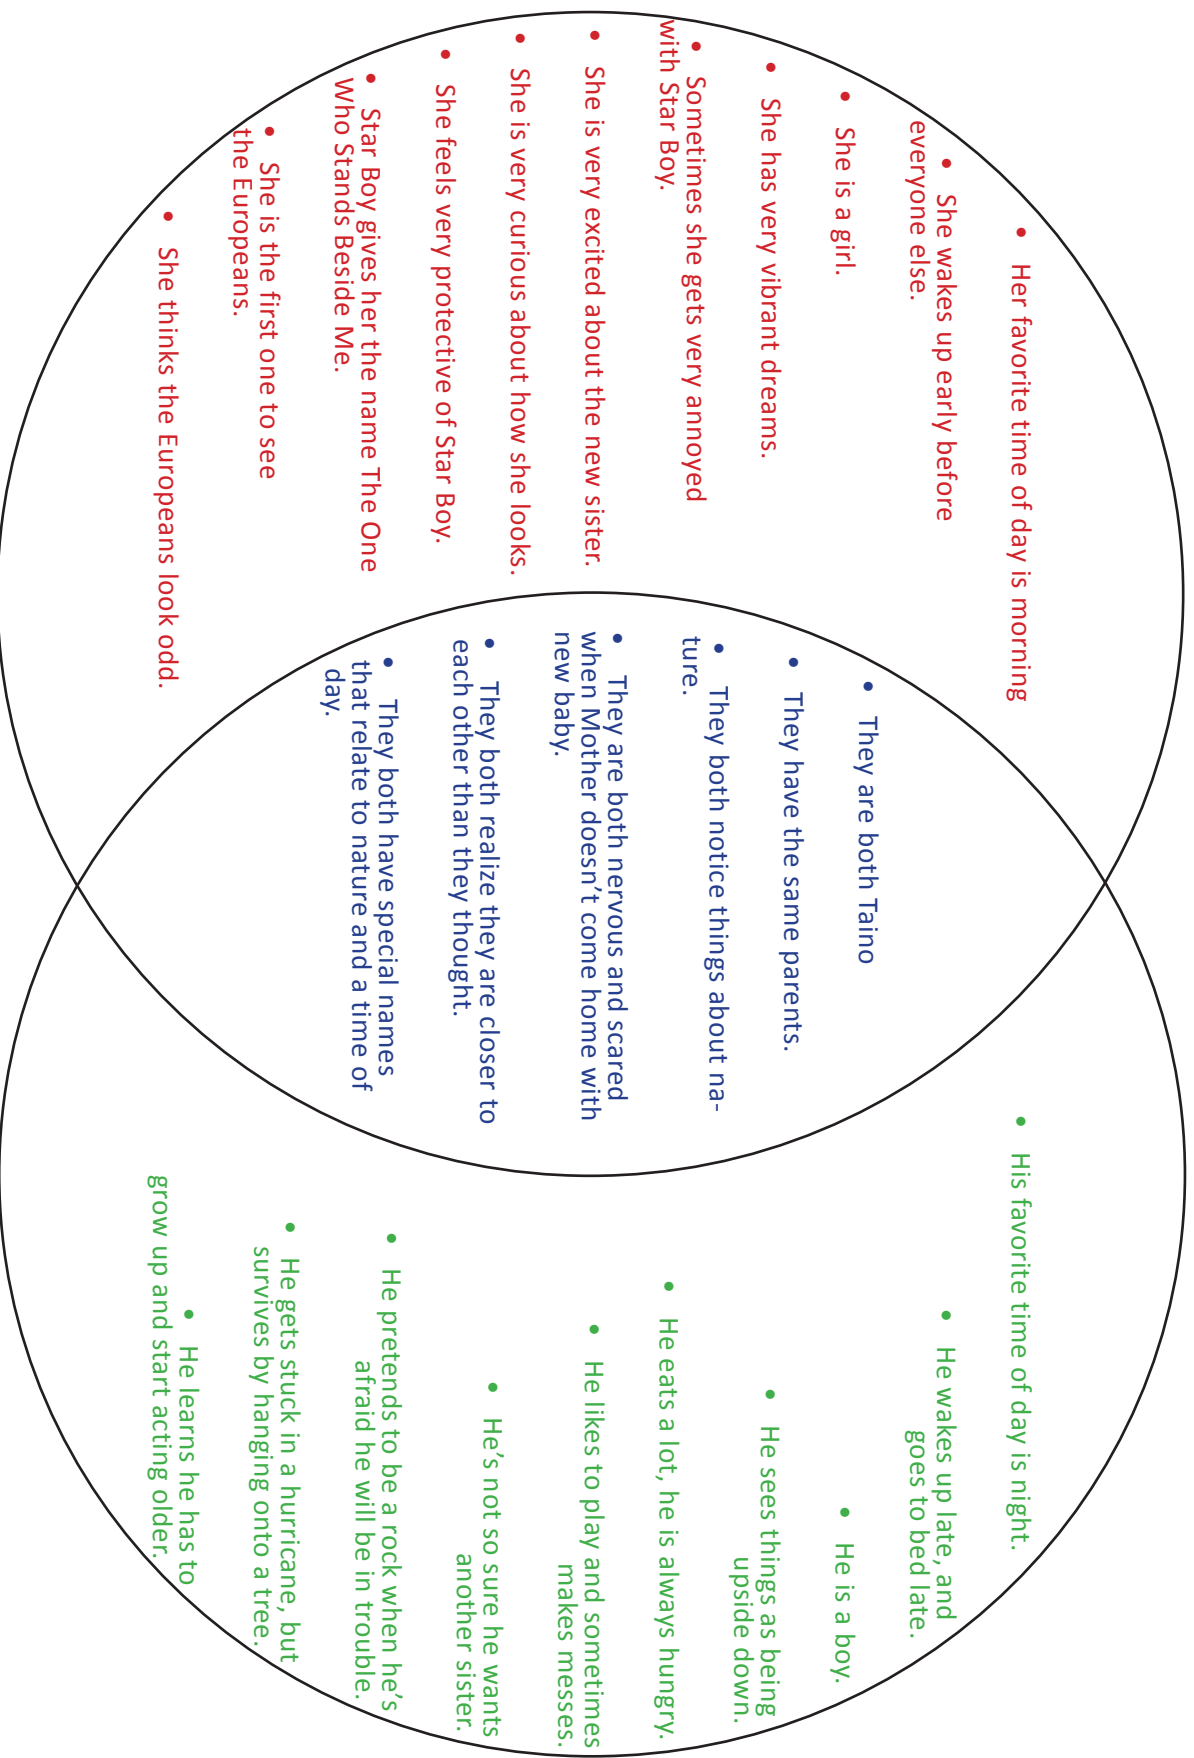 • Her favorite time of day is morning
• She wakes up early before
everyone else.
• She is a girl.
• She has very vibrant dreams.
• Sometimes she gets very annoyed
with Star Boy.
• She is very excited about the new sister.
• She is very curious about how she looks.
• She feels very protective of Star Boy.
• Star Boy gives her the name The One
Who Stands Beside Me.
• She is the first one to see
the Europeans.
• She thinks the Europeans look odd.
• They are both Taino
• They have the same parents.
• They both notice things about na-
ture.
• They are both nervous and scared
when Mother doesn’t come home with
new baby.
• They both realize they are closer to
each other than they thought.
• They both have special names
that relate to nature and a time of
day.
• His favorite time of day is night.
• He wakes up late, and
goes to bed late.
• He is a boy.
• He sees things as being
upside down.
• He eats a lot, he is always hungry.
• He likes to play and sometimes
makes messes.
• He’s not so sure he wants
another sister.
• He pretends to be a rock when he’s
afraid he will be in trouble.
• He gets stuck in a hurricane, but
survives by hanging onto a tree.
• He learns he has to
grow up and start acting older.